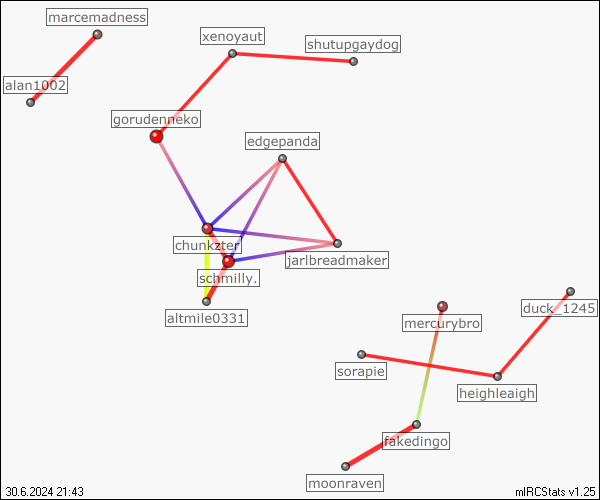 marcemadness
xenoyaut
shutupgaydog
alan1002
gorudenneko
edgepanda
chunkzter
jarlbreadmaker
schmilly.
altmile0331
duck_1245
mercurybro
sorapie
heighleaigh
fakedingo
moonraven
30.6.2024 21:43
mIRCStats v1.25